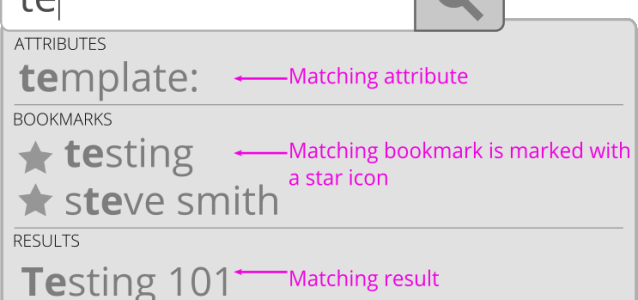 te
ATTRIBUTES
template:
Matching attribute
BOOKMARKS
testing
Matching bookmark is marked with
a star icon
steve smith
RESULTS
Testing 101
Matching result